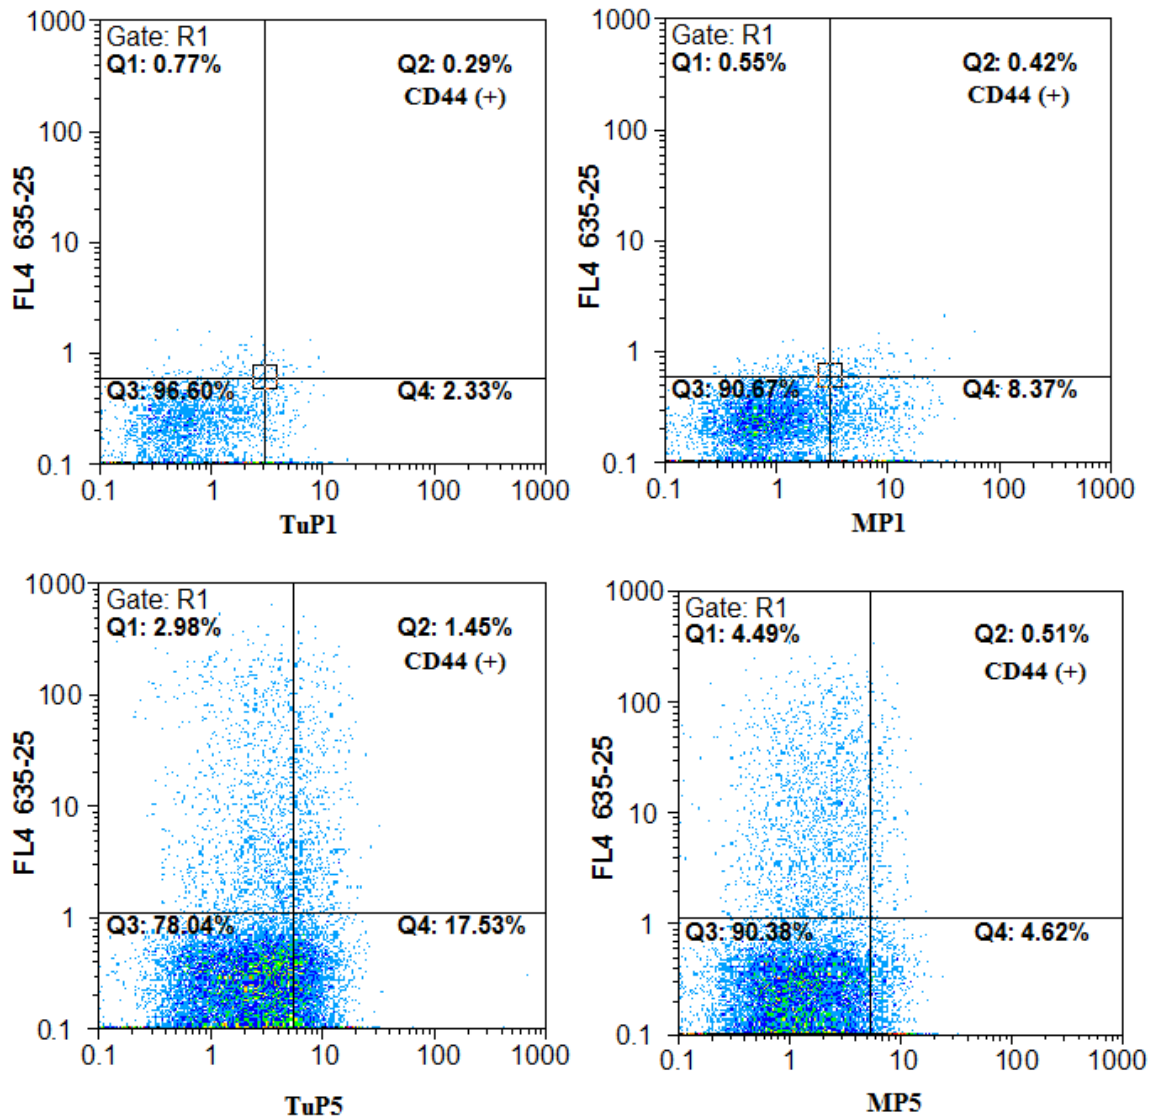 1000
Gate: R1
Q1: 0.77%
Q2: 0.29%
CD44 (+)
100
FL4 635-25
10
1
Q3: 96.60%
Q4: 2.33%
0.1
0.1 1 10 100 1000
TuP1
1000
Gate: R1
Q1: 0.55%
Q2: 0.42%
CD44 (+)
100
FL4 635-25
10
1
Q3: 90.67%
Q4: 8.37%
0.1
0.1 1 10 100 1000
MP1
1000
Gate: R1
Q1: 2.98%
Q2: 1.45%
CD44 (+)
100
FL4 635-25
10
1
Q3: 78.04%
Q4: 17.53%
0.1
0.1 1 10 100 1000
TuP5
1000
Gate: R1
Q1: 4.49%
Q2: 0.51%
CD44 (+)
100
FL4 635-25
10
1
Q3: 90.38%
Q4: 4.62%
0.1
0.1 1 10 100 1000
MP5